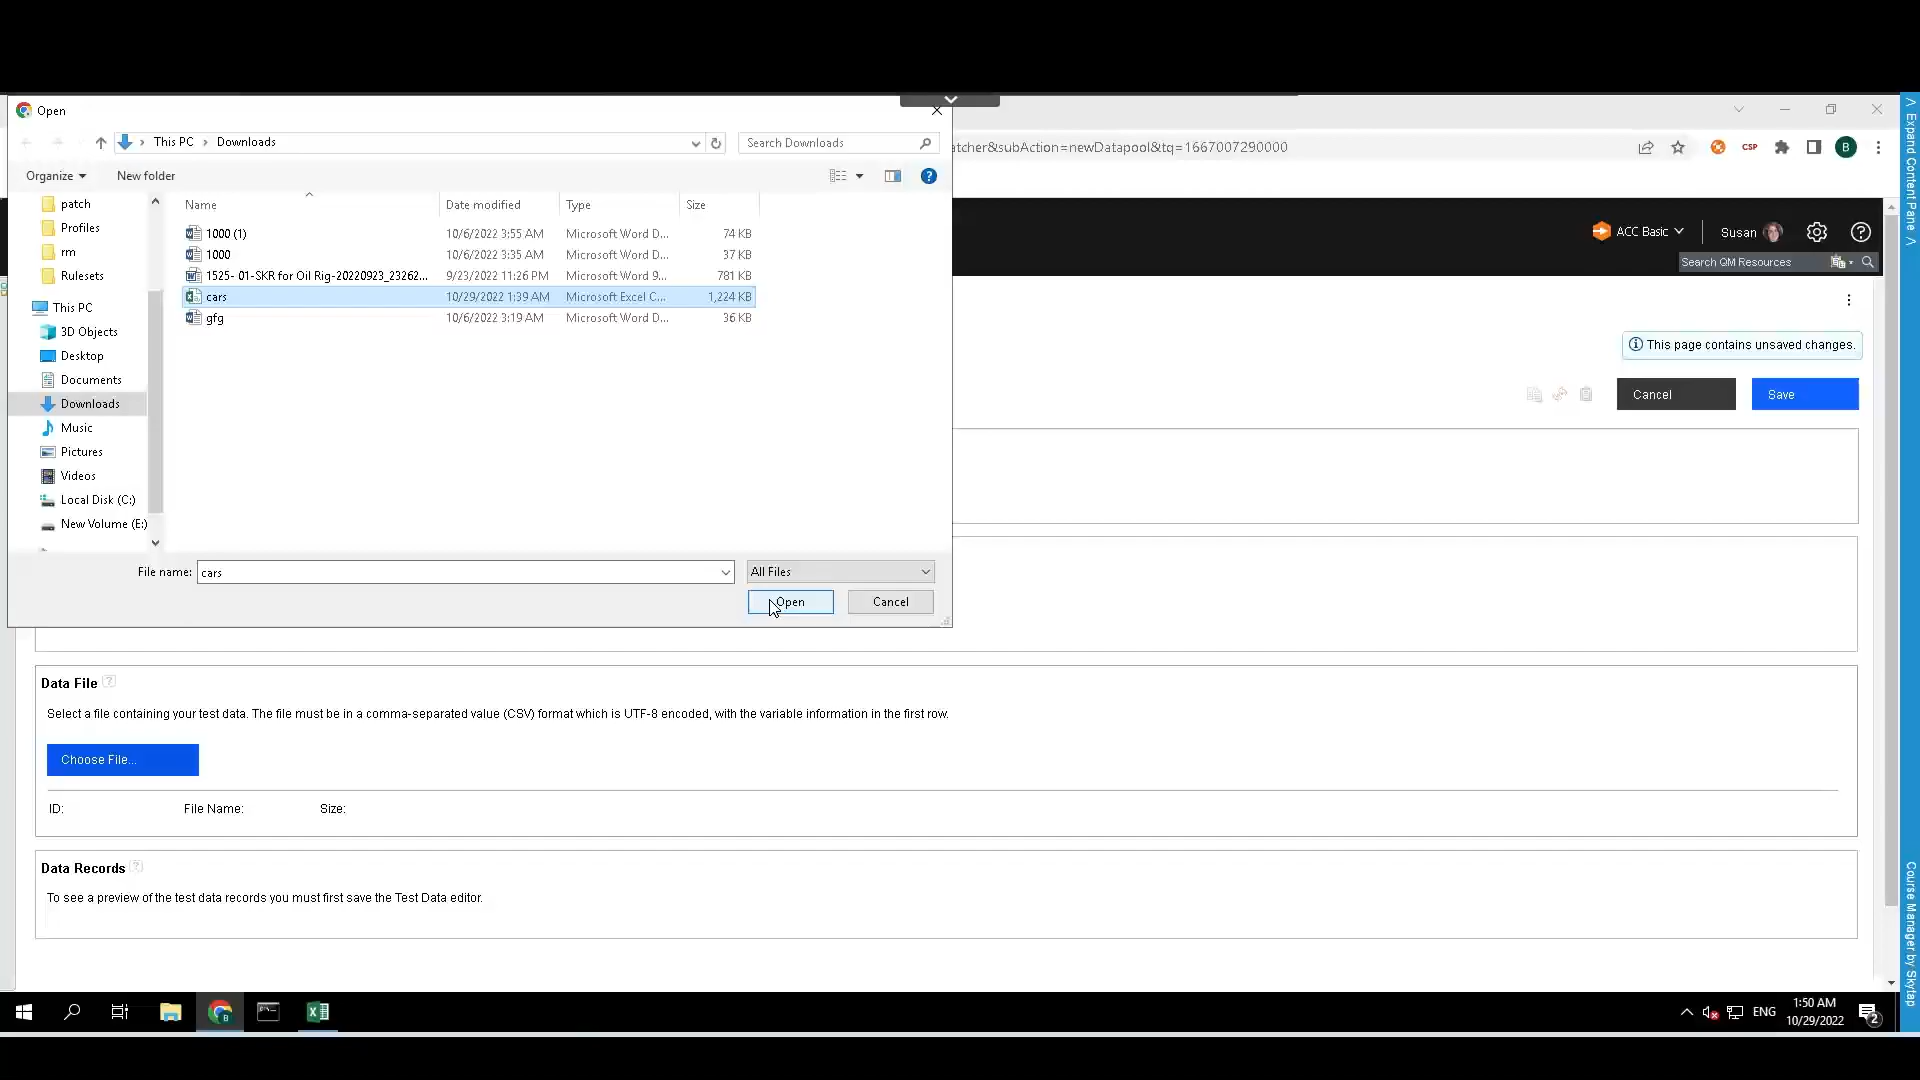 Open
This PC > Downloads
Search Downloads
atcher&subAction=newDatapool&tq=1667007290000
CSP
B
Organize
New folder
?
patch
Profiles
rm
Rulesets
This PC
3D Objects
Desktop
Documents
Downloads
Music
Pictures
Videos
Local Disk (C:)
New Volume (E:)
Name Date modified Type Size
1000 (1) 10/6/2022 3:55 AM Microsoft Word D... 74 KB
1000 10/6/2022 3:35 AM Microsoft Word D... 37 KB
1525- 01-SKR for Oil Rig-20220923_23262... 9/23/2022 11:26 PM Microsoft Word 9... 781 KB
cars 10/29/2022 1:39 AM Microsoft Excel C... 1,224 KB
gfg 10/6/2022 3:19 AM Microsoft Word D... 36 KB
File name: cars
All Files
Open
Cancel
ACC Basic
Susan
Search QM Resources
This page contains unsaved changes.
Cancel
Save
Data File ?
Select a file containing your test data. The file must be in a comma-separated value (CSV) format which is UTF-8 encoded, with the variable information in the first row.
Choose File...
ID: File Name: Size:
Data Records ?
To see a preview of the test data records you must first save the Test Data editor.
ENG
1:50 AM
10/29/2022
2
< Expand Content Pane <
Course Manager by Skytap